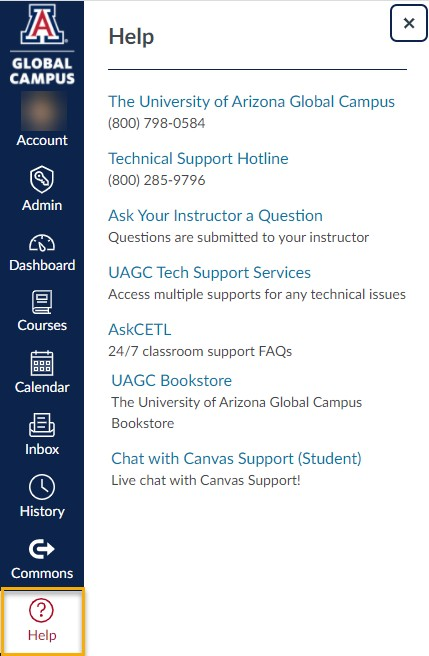 A
GLOBAL
CAMPUS
Account
Admin
Dashboard
Courses
Calendar
Inbox
History
Commons
Help
Help
×
The University of Arizona Global Campus
(800) 798-0584
Technical Support Hotline
(800) 285-9796
Ask Your Instructor a Question
Questions are submitted to your instructor
UAGC Tech Support Services
Access multiple supports for any technical issues
AskCETL
24/7 classroom support FAQs
UAGC Bookstore
The University of Arizona Global Campus
Bookstore
Chat with Canvas Support (Student)
Live chat with Canvas Support!